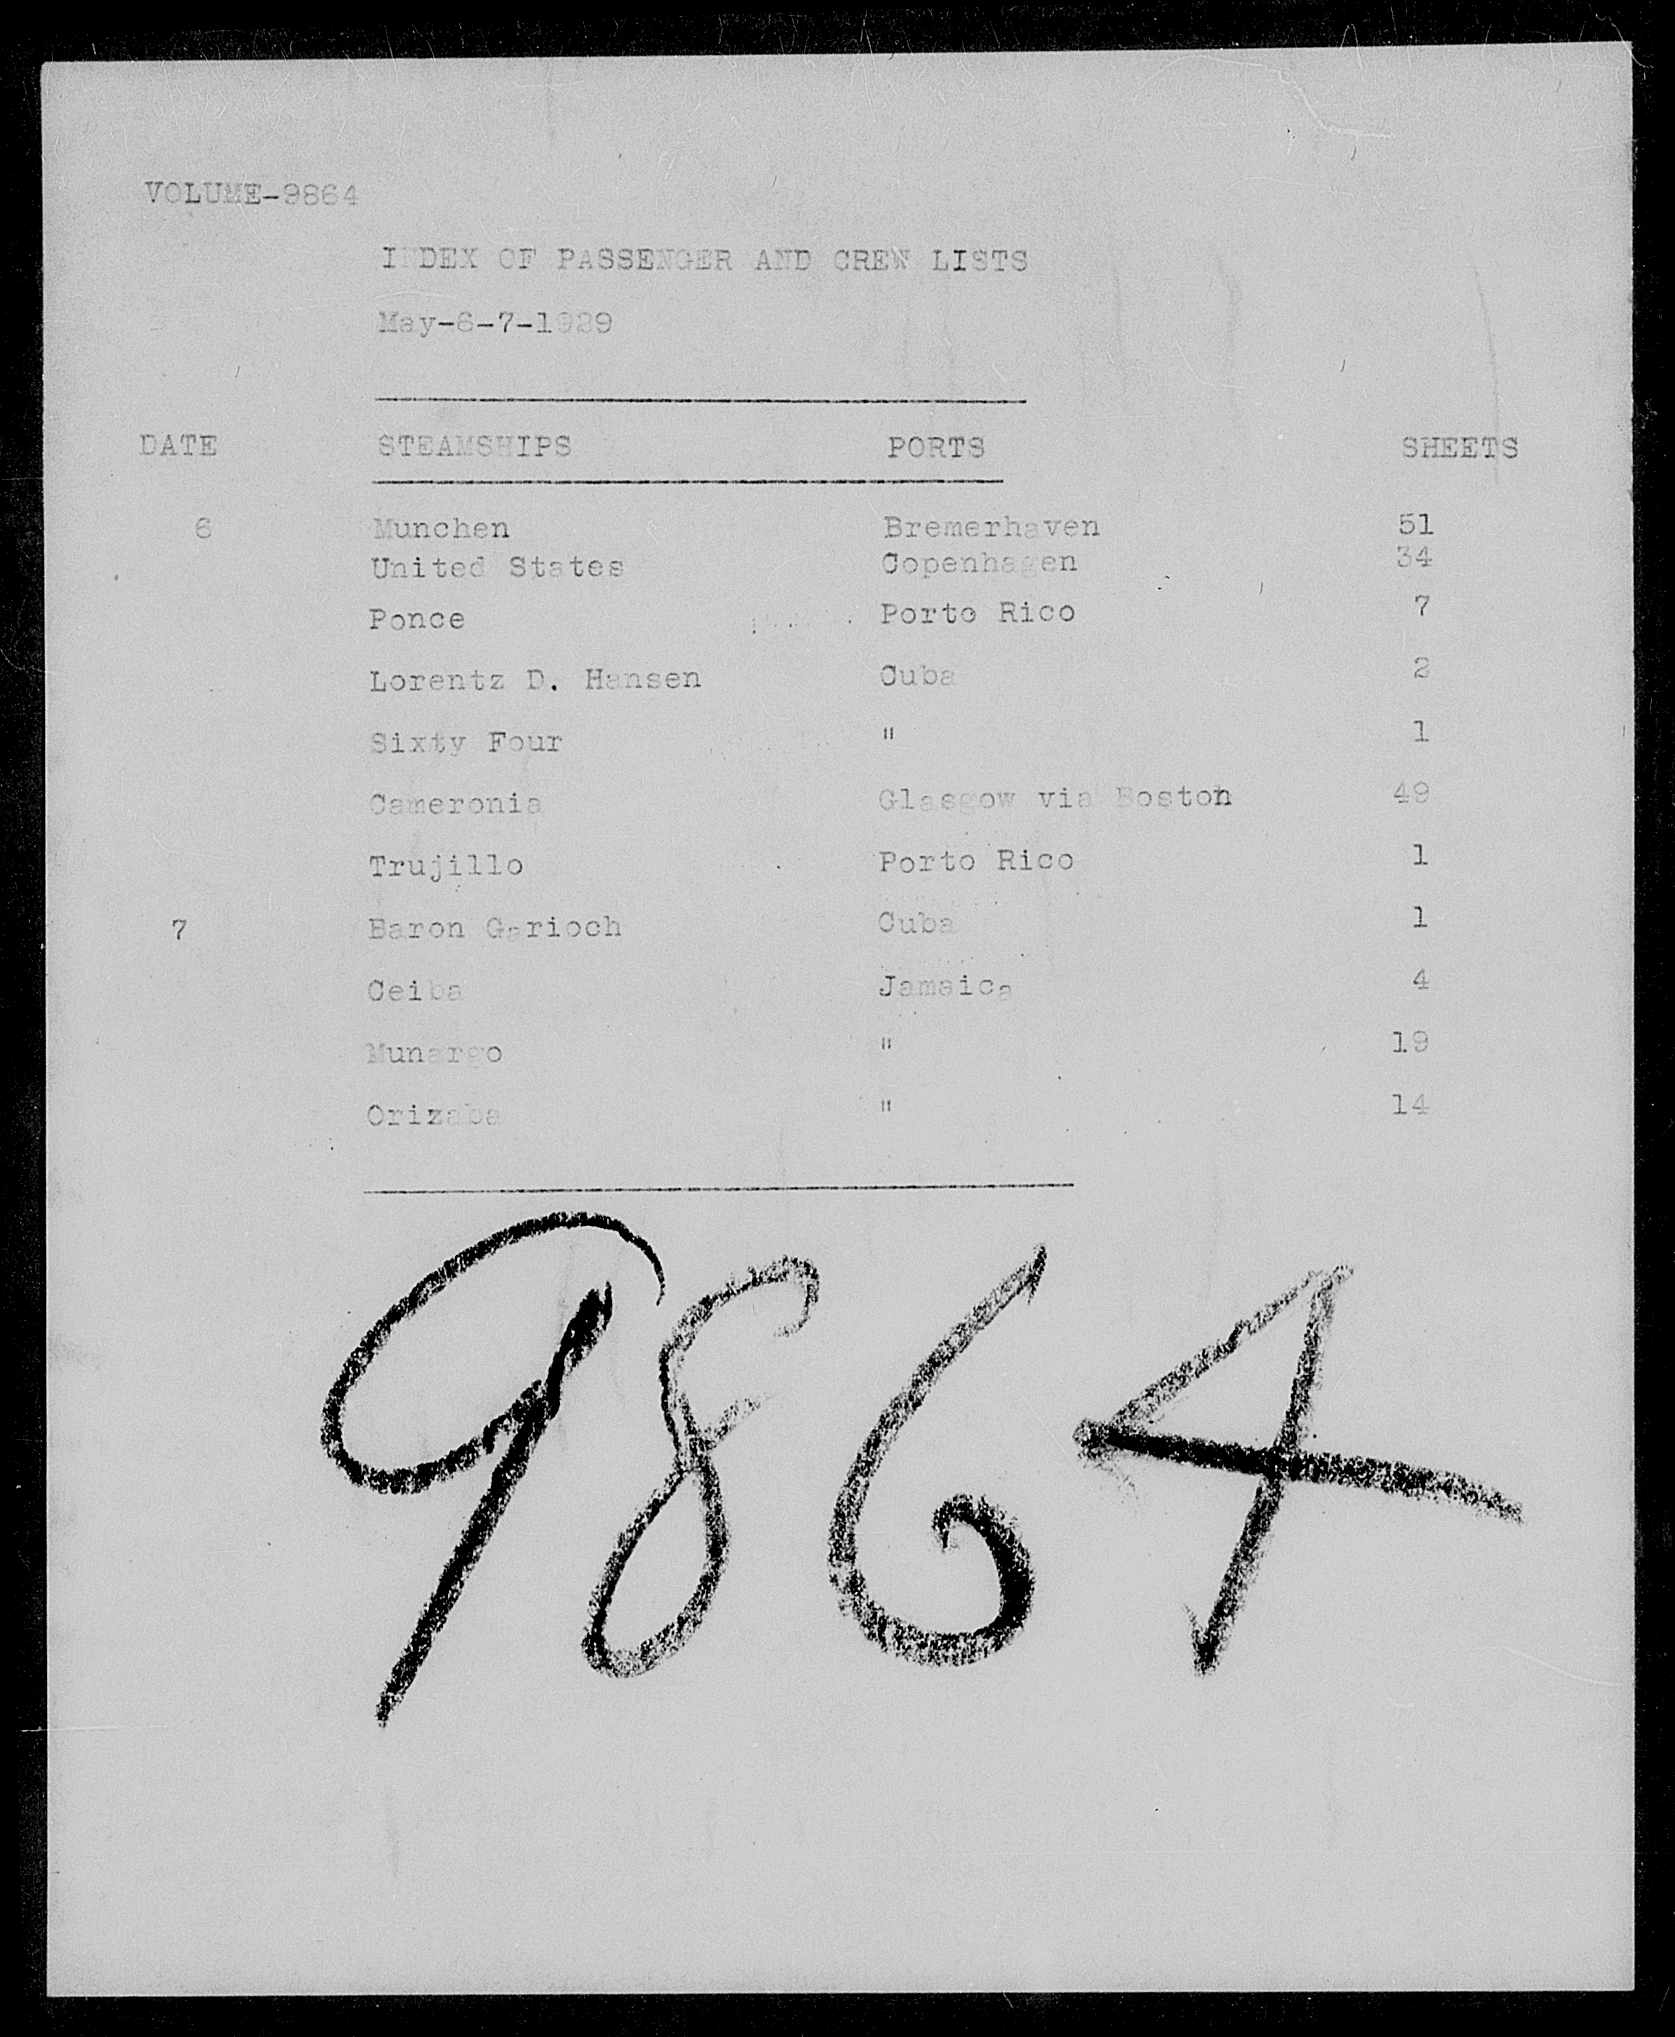 VOLUME-9864
INDEX OF PASSENGER AND CREW LISTS
May-6-7-1929
DATE STEAMSHIPS PORTS SHEETS
6 Munchen Bremerhaven 51
United States Copenhagen 34
Ponce Porto Rico 7
Lorentz D. Hansen Cuba 2
Sixty Four " 1
Cameronia Glasgow via Boston 49
Trujillo Porto Rico 1
7 Baron Garioch Cuba 1
Ceiba Jamaica 4
Munargo " 19
Orizaba " 14
9864